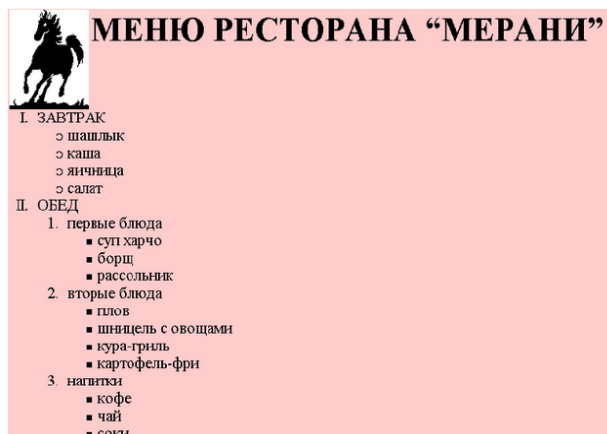 МЕНЮ РЕСТОРАНА “МЕРАНИ”
I. ЗАВТРАК
шашлык
каша
яичница
салат
II. ОБЕД
1. первые блюда
суп харчо
борщ
рассольник
2. вторые блюда
плов
шницель с овощами
кура-гриль
картофель-фри
3. напитки
кофе
чай
соки